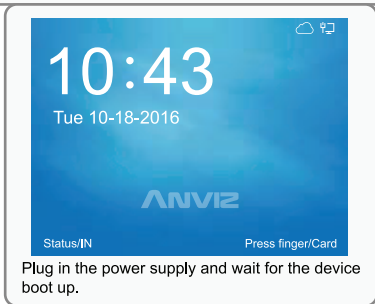 10:43
Tue 10-18-2016
ANVIZ
Status/IN Press finger/Card
Plug in the power supply and wait for the device
boot up.